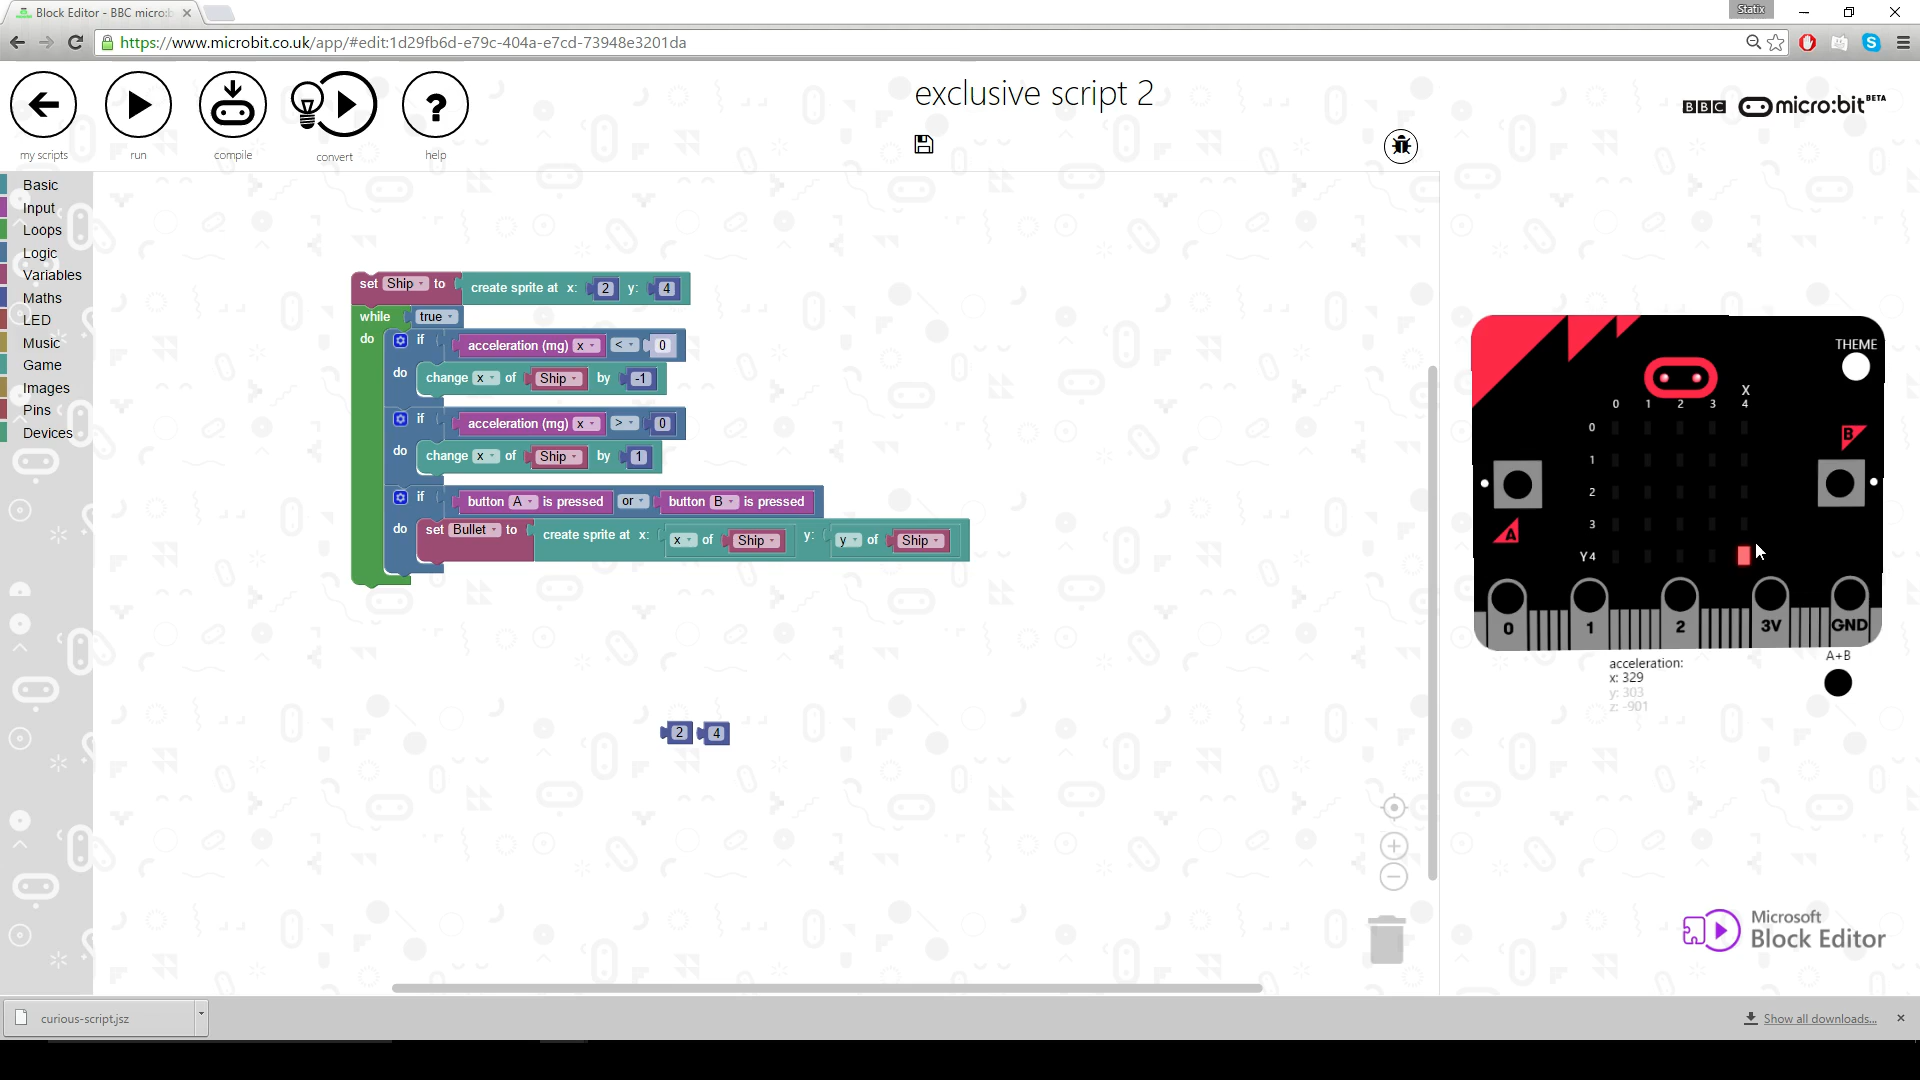 Block Editor - BBC micro:b
Statix
https://www.microbit.co.uk/app/#edit:1d29fb6d-e79c-404a-e7cd-73948e3201da
my scripts
run
compile
convert
?
help
exclusive script 2
BBC micro:bit BETA
Basic
Input
Loops
Logic
Variables
Maths
LED
Music
Game
Images
Pins
Devices
set Ship to create sprite at x: 2 y: 4
while true
do if acceleration (mg) x < 0
do change x of Ship by -1
if acceleration (mg) x > 0
do change x of Ship by 1
if button A is pressed or button B is pressed
do set Bullet to create sprite at x: x of Ship y: y of Ship
2 4
THEME
X
0 1 2 3 4
0
1
2
3
Y4
B
A
0 1 2 3V GND
acceleration:
x: 329
y: 303
z: -901
A+B
Microsoft
Block Editor
curious-script.jsz
Show all downloads...